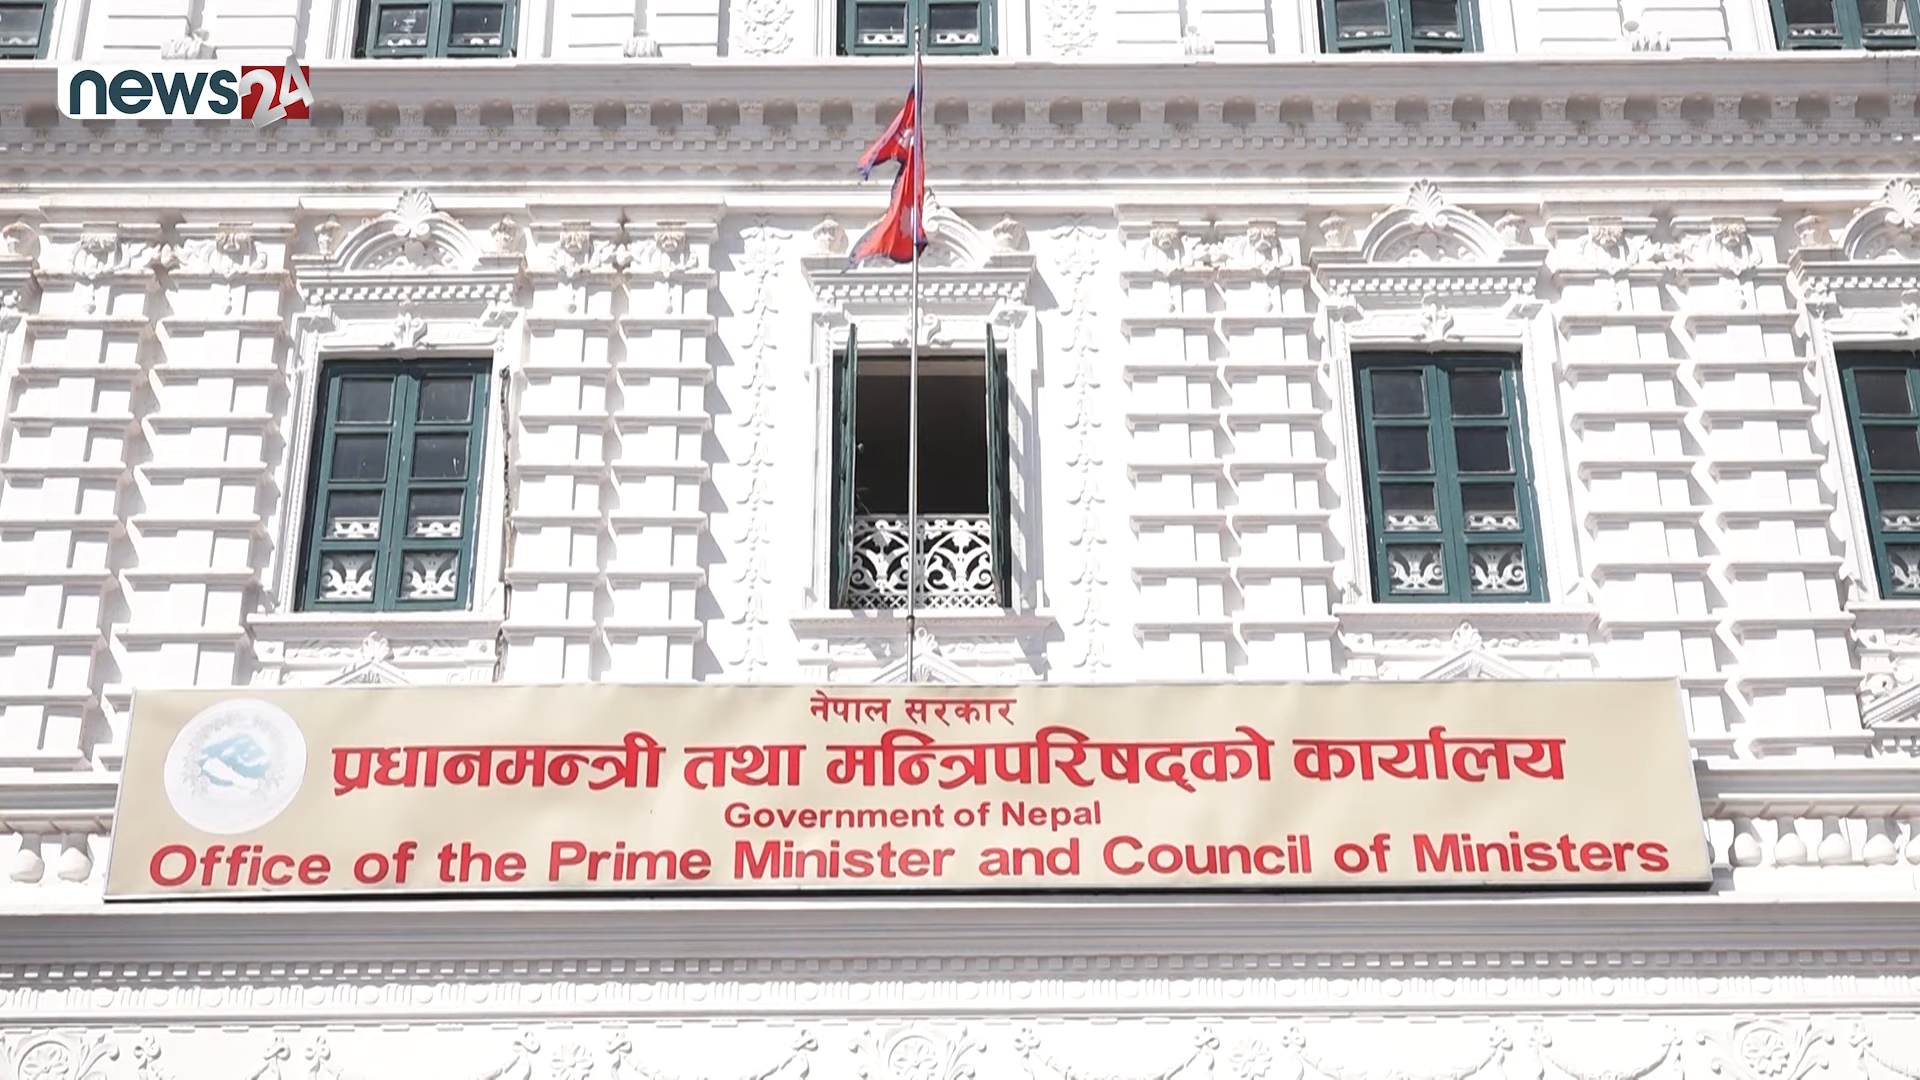 news24
नेपाल सरकार
प्रधानमन्त्री तथा मन्त्रिपरिषद्को कार्यालय
Government of Nepal
Office of the Prime Minister and Council of Ministers